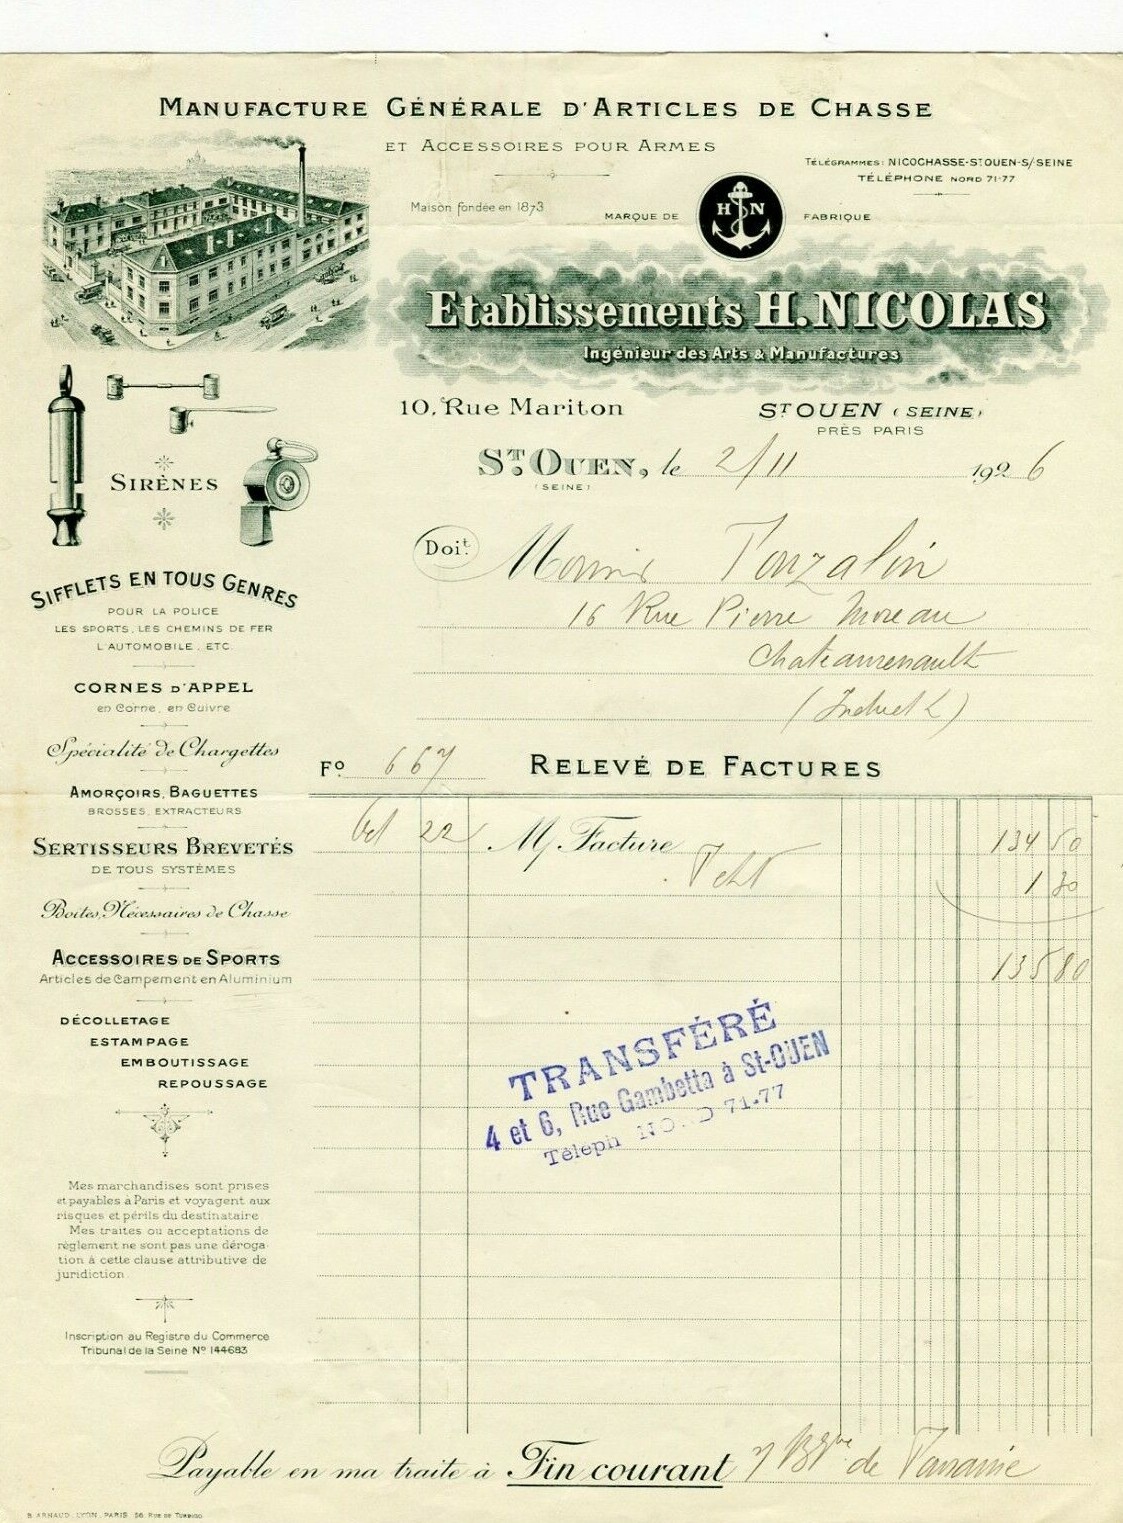 MANUFACTURE GÉNÉRALE D'ARTICLES DE CHASSE
ET ACCESSOIRES POUR ARMES
TÉLÉGRAMMES: NICOCHASSE-ST OUEN-S/SEINE
TÉLÉPHONE NORD 71-77
Maison fondée en 1873
MARQUE DE FABRIQUE
H N
Etablissements H. NICOLAS
Ingénieur des Arts & Manufactures
10, Rue Mariton
ST OUEN (SEINE)
PRÈS PARIS
ST OUEN, le 2/11 1926
(SEINE)
SIRÈNES
Doit
16 Rue Pierre Moreau
Chateaurenault
SIFFLETS EN TOUS GENRES
POUR LA POLICE
LES SPORTS, LES CHEMINS DE FER
L'AUTOMOBILE, ETC.
CORNES D'APPEL
en Corne, en Cuivre
Spécialité de Chargettes
AMORÇOIRS, BAGUETTES
BROSSES, EXTRACTEURS
SERTISSEURS BREVETÉS
DE TOUS SYSTÈMES
Boites, Nécessaires de Chasse
ACCESSOIRES DE SPORTS
Articles de Campement en Aluminium
DÉCOLLETAGE
ESTAMPAGE
EMBOUTISSAGE
REPOUSSAGE
Mes marchandises sont prises
et payables à Paris et voyagent aux
risques et périls du destinataire
Mes traites ou acceptations de
règlement ne sont pas une déroga-
tion à cette clause attributive de
juridiction.
Inscription au Registre du Commerce
Tribunal de la Seine No 144683
Fo 667 RELEVÉ DE FACTURES
Oct 22 M/ Facture 134 50
1 30
135 80
TRANSFÉRÉ
4 et 6, Rue Gambetta à St-OUEN
Téléph NORD 71-77
Payable en ma traite à Fin courant
B. ARNAUD, LYON, PARIS